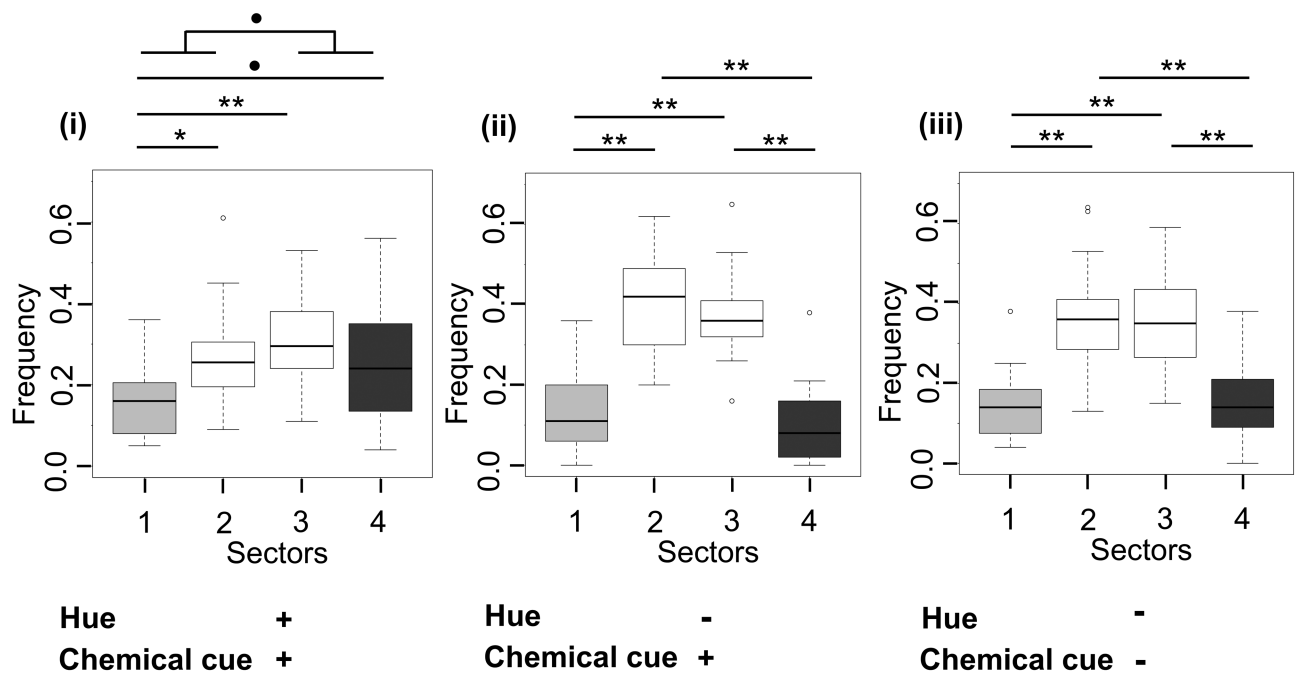 (i)
**
*
Frequency
0.0 0.2 0.4 0.6
1 2 3 4
Sectors
Hue +
Chemical cue +
(ii)
**
**
** **
Frequency
0.0 0.2 0.4 0.6
1 2 3 4
Sectors
Hue -
Chemical cue +
(iii)
**
**
** **
Frequency
0.0 0.2 0.4 0.6
1 2 3 4
Sectors
Hue -
Chemical cue -